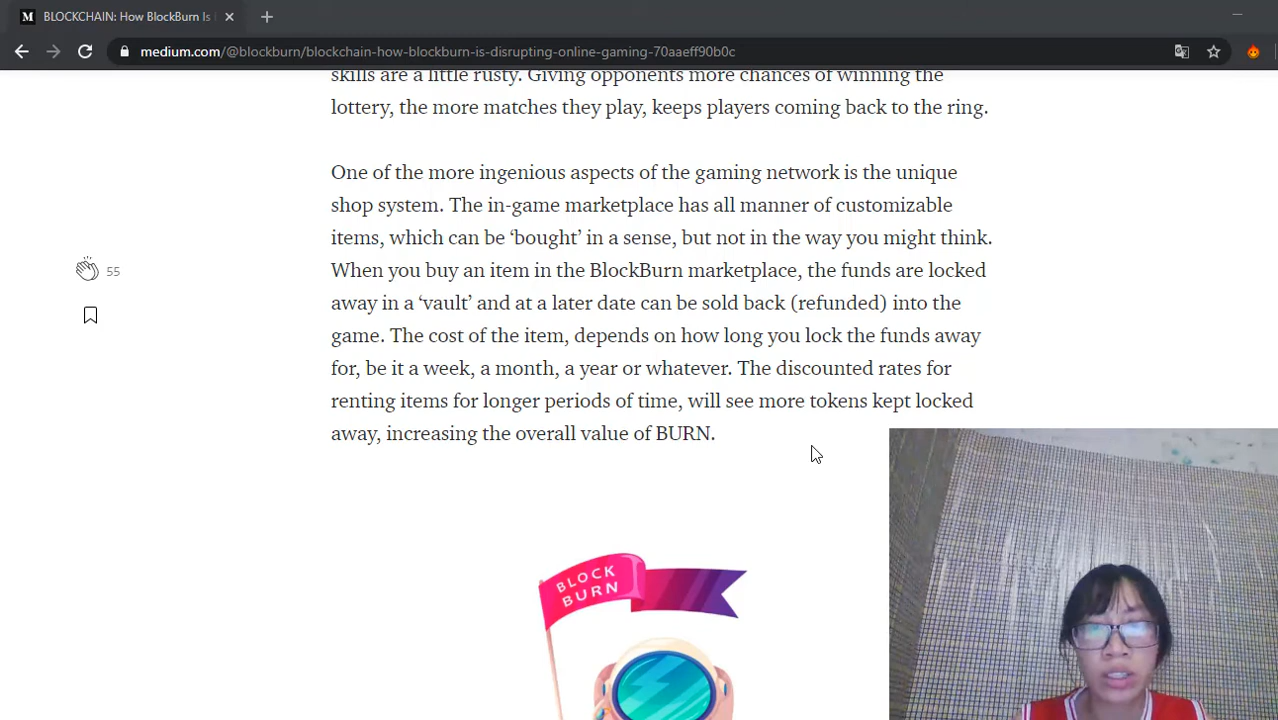 BLOCKCHAIN: How BlockBurn Is
medium.com/@blockburn/blockchain-how-blockburn-is-disrupting-online-gaming-70aaeff90b0c
skills are a little rusty. Giving opponents more chances of winning the
lottery, the more matches they play, keeps players coming back to the ring.
One of the more ingenious aspects of the gaming network is the unique
shop system. The in-game marketplace has all manner of customizable
items, which can be ‘bought’ in a sense, but not in the way you might think.
When you buy an item in the BlockBurn marketplace, the funds are locked
away in a ‘vault’ and at a later date can be sold back (refunded) into the
game. The cost of the item, depends on how long you lock the funds away
for, be it a week, a month, a year or whatever. The discounted rates for
renting items for longer periods of time, will see more tokens kept locked
away, increasing the overall value of BURN.
55
BLOCK
BURN